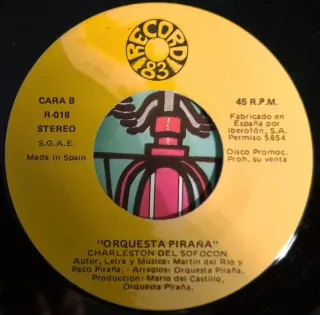 RECORD 83
CARA B
R-018
STEREO
S.G.A.E.
Made in Spain
45 R.P.M.
Fabricado en
España por
Iberofón, S.A.
Permiso 5854
Disco Promoc.
Proh. su venta
"ORQUESTA PIRAÑA"
CHARLESTON DEL SOFOCON
Autor, Letra y Música: Martín del Río y
Paco Piraña, - Arreglos: Orquesta Piraña.
Producción: Mario del Castillo,
Orquesta Piraña.